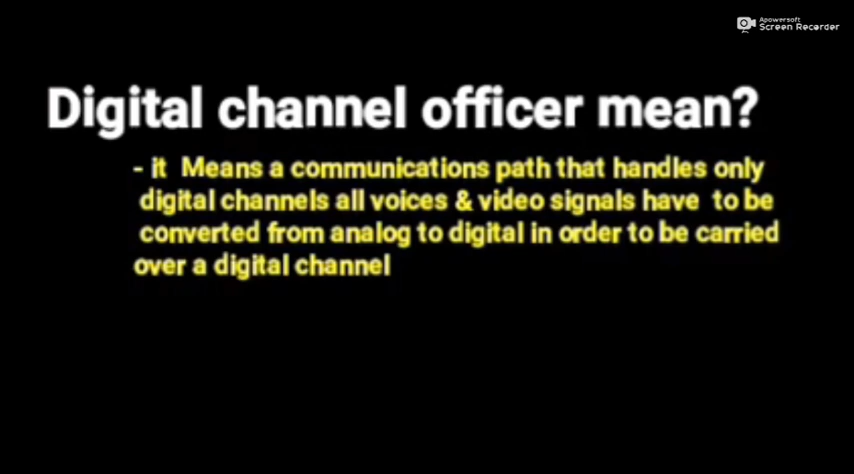 Apowersoft
Screen Recorder
Digital channel officer mean?
- it Means a communications path that handles only
digital channels all voices & video signals have to be
converted from analog to digital in order to be carried
over a digital channel